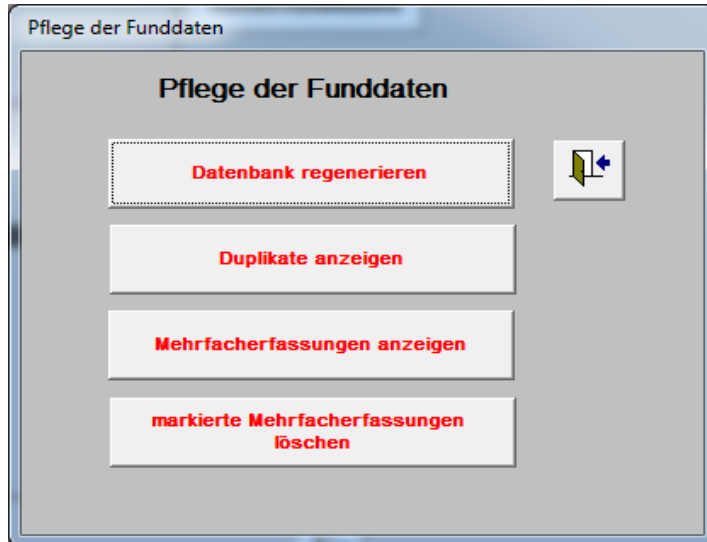 Pflege der Funddaten
Pflege der Funddaten
Datenbank regenerieren
Duplikate anzeigen
Mehrfacherfassungen anzeigen
markierte Mehrfacherfassungen
löschen